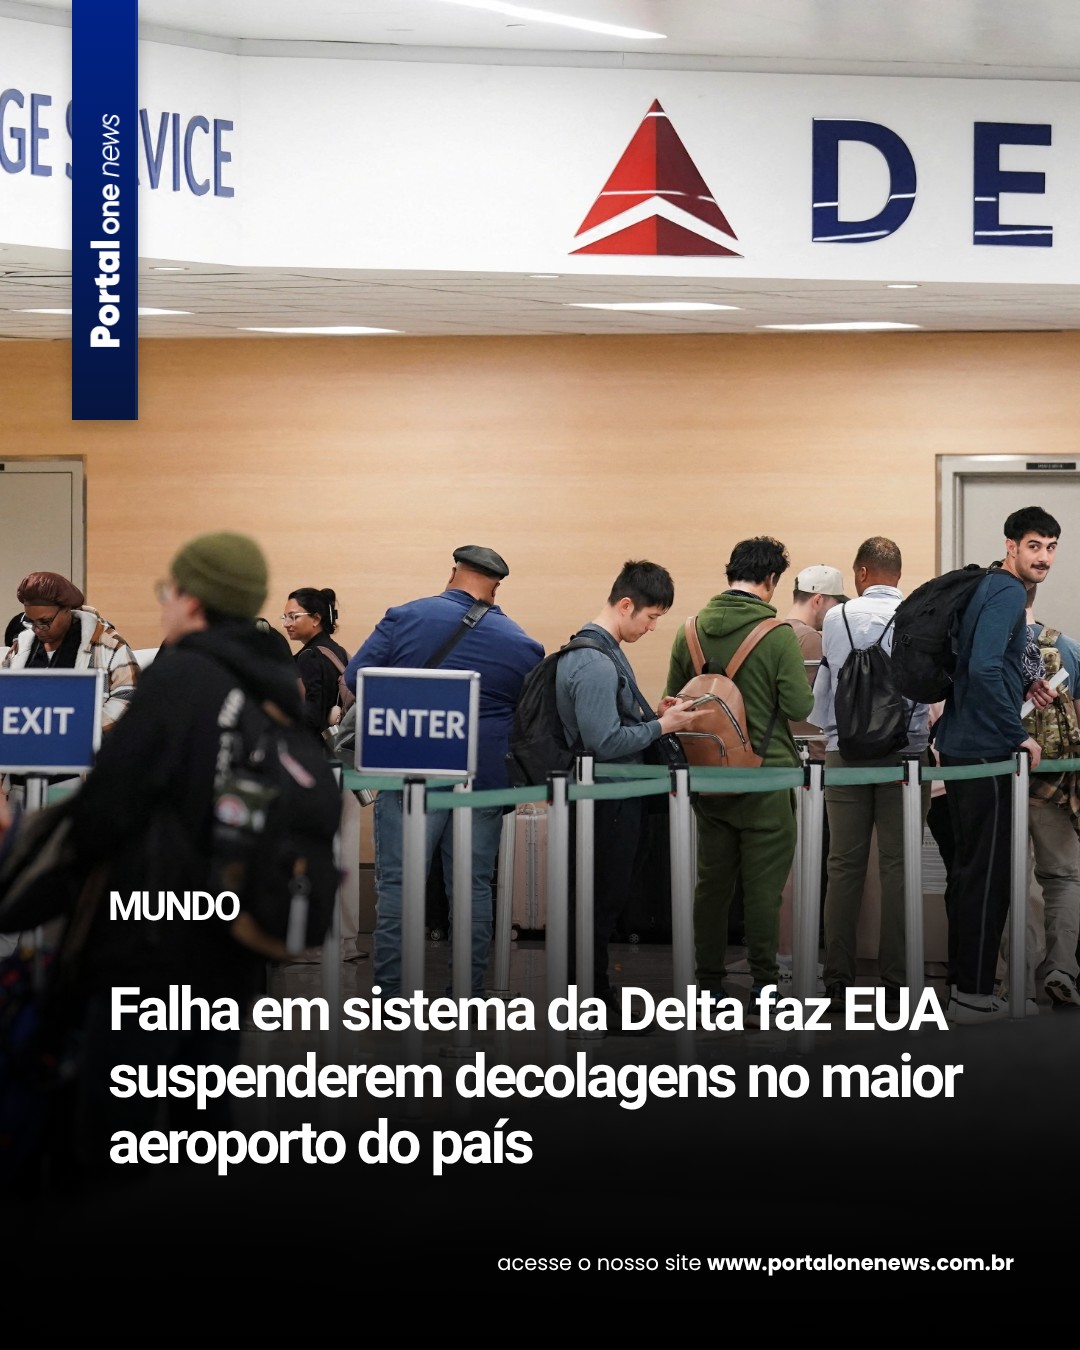 GE S VICE
Portal one news
DE
EXIT
ENTER
MUNDO
Falha em sistema da Delta faz EUA
suspenderem decolagens no maior
aeroporto do país
acesse o nosso site www.portalonenews.com.br